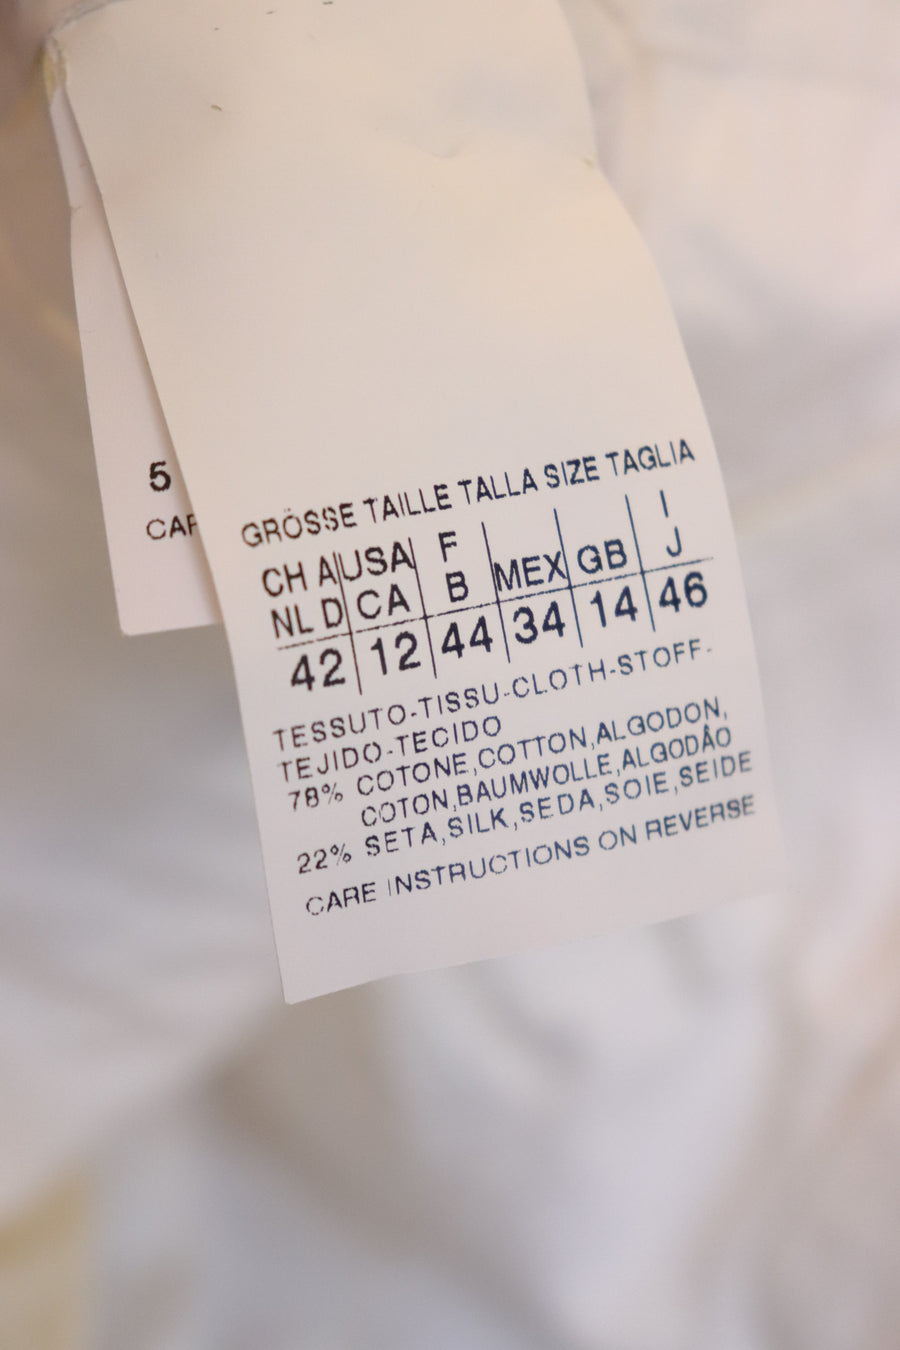 GRÖSSE TAILLE TALLA SIZE TAGLIA
CH A USA F MEX GB I
NL D CA B J
42 12 44 34 14 46
TESSUTO-TISSU-CLOTH-STOFF-
TEJIDO-TECIDO
78% COTONE,COTTON,ALGODON,
COTON,BAUMWOLLE,ALGODÂO
22% SETA,SILK,SEDA,SOIE,SEIDE
CARE INSTRUCTIONS ON REVERSE
5